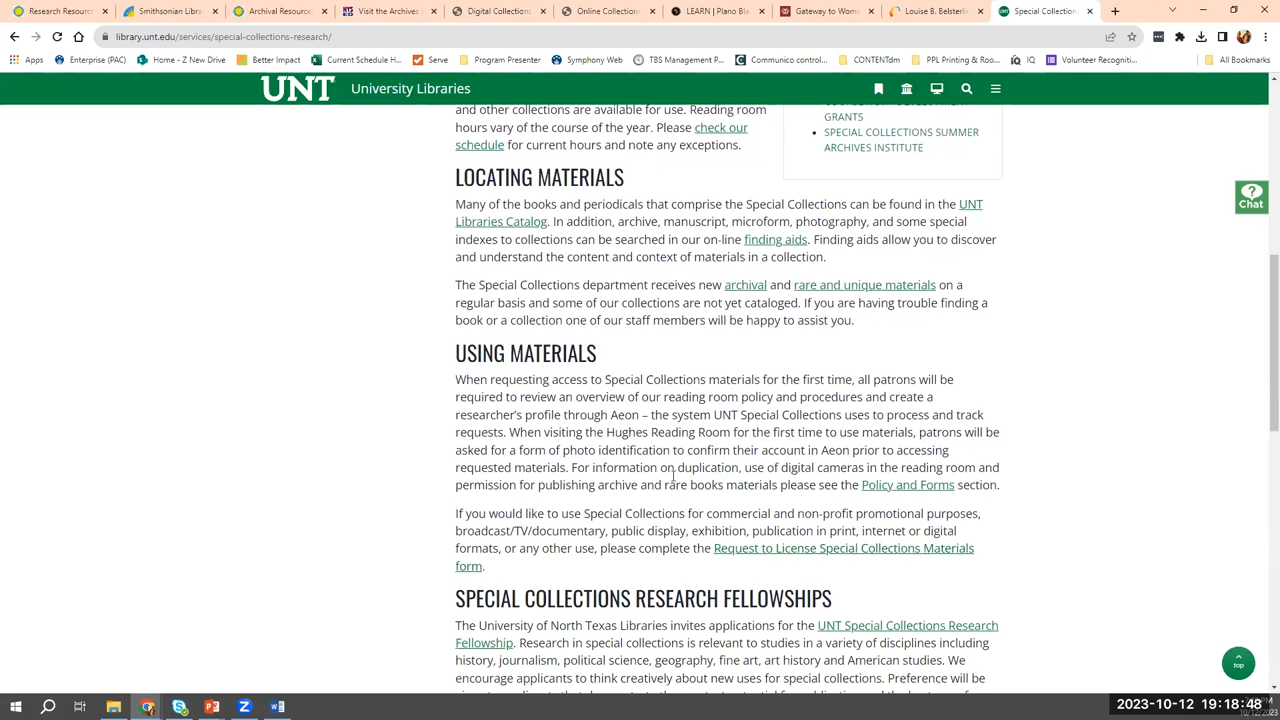 Research Resourc
Smithsonian Libra
Archival Resource
Visit the Archives
Digital Collections
Online Collections
LEARN | Plano Ble
Gateway to Wome
Louise B. Belsterlin
UNT Special Collection
library.unt.edu/services/special-collections-research/
Apps
Enterprise (PAC)
Home - Z New Drive
Better Impact
Current Schedule H...
Serve
Program Presenter
Symphony Web
TBS Management P...
Communico control...
CONTENTdm
PPL Printing & Roo...
IQ
Volunteer Recogniti...
All Bookmarks
UNT University Libraries
and other collections are available for use. Reading room
hours vary of the course of the year. Please check our
schedule for current hours and note any exceptions.
GRANTS
SPECIAL COLLECTIONS SUMMER
ARCHIVES INSTITUTE
Chat
LOCATING MATERIALS
Many of the books and periodicals that comprise the Special Collections can be found in the UNT
Libraries Catalog. In addition, archive, manuscript, microform, photography, and some special
indexes to collections can be searched in our on-line finding aids. Finding aids allow you to discover
and understand the content and context of materials in a collection.
The Special Collections department receives new archival and rare and unique materials on a
regular basis and some of our collections are not yet cataloged. If you are having trouble finding a
book or a collection one of our staff members will be happy to assist you.
USING MATERIALS
When requesting access to Special Collections materials for the first time, all patrons will be
required to review an overview of our reading room policy and procedures and create a
researcher's profile through Aeon – the system UNT Special Collections uses to process and track
requests. When visiting the Hughes Reading Room for the first time to use materials, patrons will be
asked for a form of photo identification to confirm their account in Aeon prior to accessing
requested materials. For information on duplication, use of digital cameras in the reading room and
permission for publishing archive and rare books materials please see the Policy and Forms section.
If you would like to use Special Collections for commercial and non-profit promotional purposes,
broadcast/TV/documentary, public display, exhibition, publication in print, internet or digital
formats, or any other use, please complete the Request to License Special Collections Materials
form.
SPECIAL COLLECTIONS RESEARCH FELLOWSHIPS
The University of North Texas Libraries invites applications for the UNT Special Collections Research
Fellowship. Research in special collections is relevant to studies in a variety of disciplines including
history, journalism, political science, geography, fine art, art history and American studies. We
encourage applicants to think creatively about new uses for special collections. Preference will be
top
2023-10-12 19:18:48